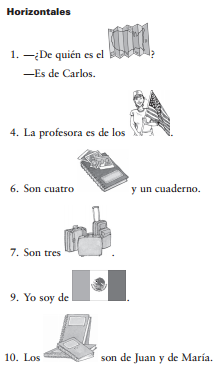 Horizontales
1. —¿De quién es el ?
—Es de Carlos.
4. La profesora es de los .
6. Son cuatro y un cuaderno.
7. Son tres .
9. Yo soy de .
10. Los son de Juan y de María.